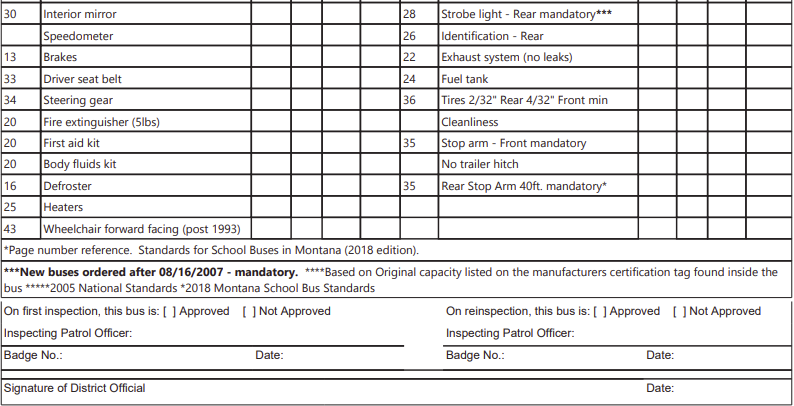 30 Interior mirror 28 Strobe light - Rear mandatory***
Speedometer 26 Identification - Rear
13 Brakes 22 Exhaust system (no leaks)
33 Driver seat belt 24 Fuel tank
34 Steering gear 36 Tires 2/32" Rear 4/32" Front min
20 Fire extinguisher (5lbs) Cleanliness
20 First aid kit 35 Stop arm - Front mandatory
20 Body fluids kit No trailer hitch
16 Defroster 35 Rear Stop Arm 40ft. mandatory*
25 Heaters
43 Wheelchair forward facing (post 1993)
*Page number reference. Standards for School Buses in Montana (2018 edition).
***New buses ordered after 08/16/2007 - mandatory. ****Based on Original capacity listed on the manufacturers certification tag found inside the
bus *****2005 National Standards *2018 Montana School Bus Standards
On first inspection, this bus is: [ ] Approved [ ] Not Approved On reinspection, this bus is: [ ] Approved [ ] Not Approved
Inspecting Patrol Officer: Inspecting Patrol Officer:
Badge No.: Date: Badge No.: Date:
Signature of District Official Date: